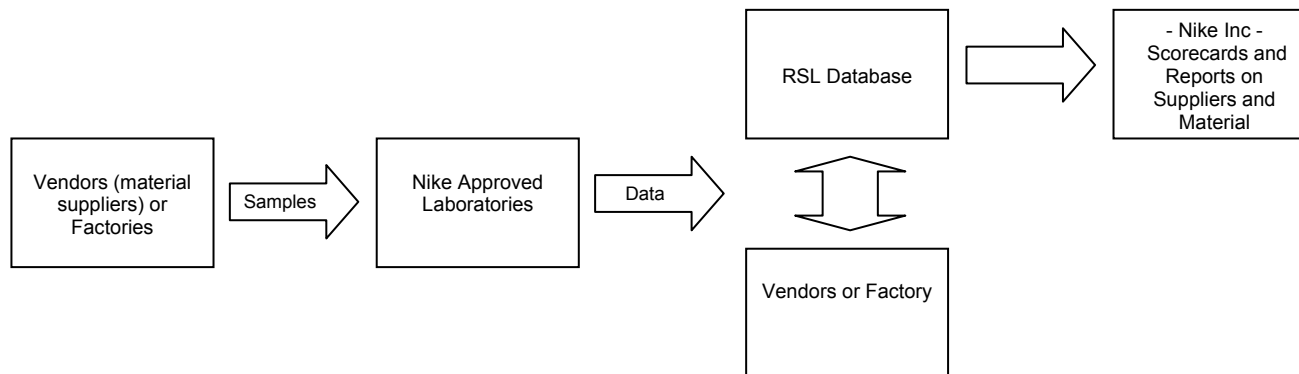 Vendors (material
suppliers) or
Factories
Samples
Nike Approved
Laboratories
Data
RSL Database
- Nike Inc -
Scorecards and
Reports on
Suppliers and
Material
Vendors or Factory